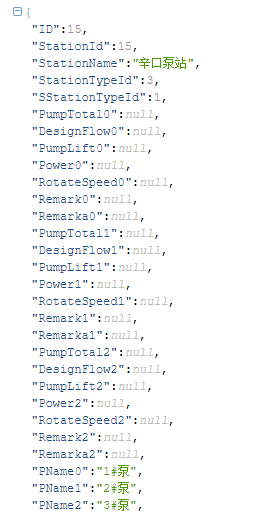 {
"ID":15,
"StationId":15,
"StationName":"辛口泵站",
"StationTypeId":3,
"SStationTypeId":1,
"PumpTotal0":null,
"DesignFlow0":null,
"PumpLift0":null,
"Power0":null,
"RotateSpeed0":null,
"Remark0":null,
"Remarka0":null,
"PumpTotal1":null,
"DesignFlow1":null,
"PumpLift1":null,
"Power1":null,
"RotateSpeed1":null,
"Remark1":null,
"Remarka1":null,
"PumpTotal2":null,
"DesignFlow2":null,
"PumpLift2":null,
"Power2":null,
"RotateSpeed2":null,
"Remark2":null,
"Remarka2":null,
"PName0":"1#泵",
"PName1":"2#泵",
"PName2":"3#泵",